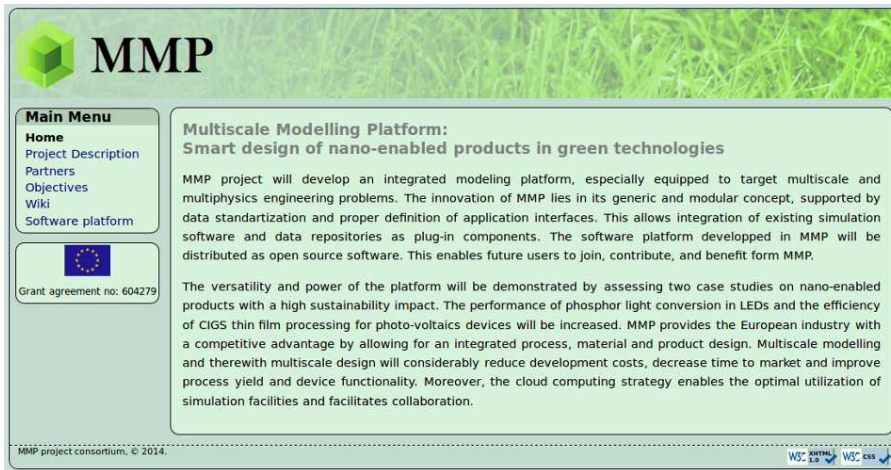 MMP
Main Menu
Home
Project Description
Partners
Objectives
Wiki
Software platform
Grant agreement no: 604279
Multiscale Modelling Platform:
Smart design of nano-enabled products in green technologies
MMP project will develop an integrated modeling platform, especially equipped to target multiscale and
multiphysics engineering problems. The innovation of MMP lies in its generic and modular concept, supported by
data standartization and proper definition of application interfaces. This allows integration of existing simulation
software and data repositories as plug-in components. The software platform developped in MMP will be
distributed as open source software. This enables future users to join, contribute, and benefit form MMP.
The versatility and power of the platform will be demonstrated by assessing two case studies on nano-enabled
products with a high sustainability impact. The performance of phosphor light conversion in LEDs and the efficiency
of CIGS thin film processing for photo-voltaics devices will be increased. MMP provides the European industry with
a competitive advantage by allowing for an integrated process, material and product design. Multiscale modelling
and therewith multiscale design will considerably reduce development costs, decrease time to market and improve
process yield and device functionality. Moreover, the cloud computing strategy enables the optimal utilization of
simulation facilities and facilitates collaboration.
MMP project consortium, © 2014.
W3C XHTML 1.0
W3C CSS